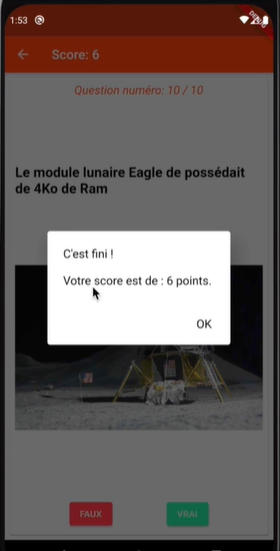 1:53
Score: 6
Question numéro: 10 / 10
Le module lunaire Eagle de possédait
de 4Ko de Ram
C'est fini !
Votre score est de : 6 points.
OK
FAUX
VRAI